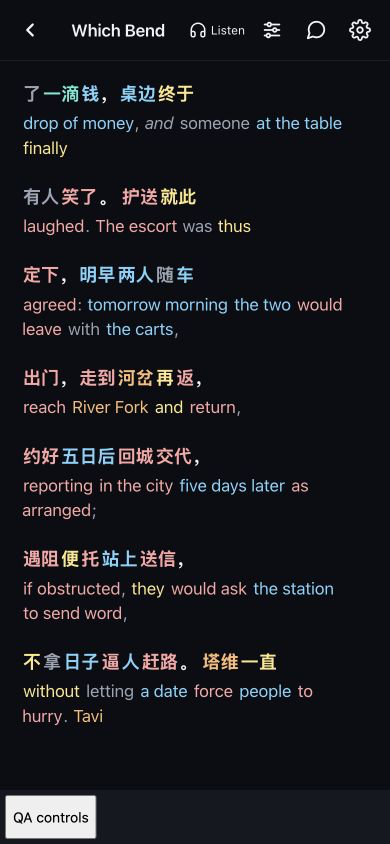 Which Bend
Listen
了一滴钱，桌边终于
drop of money, and someone at the table
finally
有人笑了。护送就此
laughed. The escort was thus
定下，明早两人随车
agreed: tomorrow morning the two would
leave with the carts,
出门，走到河岔再返，
reach River Fork and return,
约好五日后回城交代，
reporting in the city five days later as
arranged;
遇阻便托站上送信，
if obstructed, they would ask the station
to send word,
不拿日子逼人赶路。塔维一直
without letting a date force people to
hurry. Tavi
QA controls